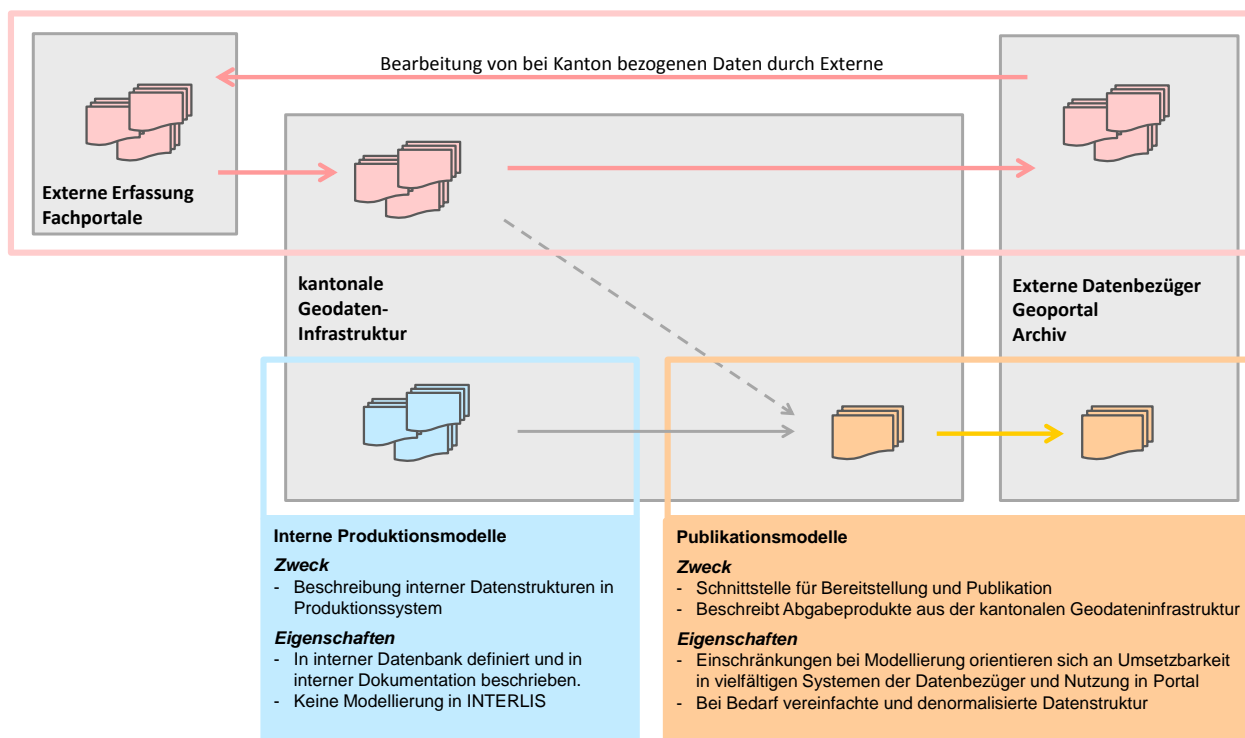 Bearbeitung von bei Kanton bezogenen Daten durch Externe
Externe Erfassung
Fachportale
kantonale
Geodaten-
Infrastruktur
Externe Datenbezüger
Geoportal
Archiv
Interne Produktionsmodelle
Zweck
- Beschreibung interner Datenstrukturen in
Produktionssystem
Eigenschaften
- In interner Datenbank definiert und in
interner Dokumentation beschrieben.
- Keine Modellierung in INTERLIS
Publikationsmodelle
Zweck
- Schnittstelle für Bereitstellung und Publikation
- Beschreibt Abgabeprodukte aus der kantonalen Geodateninfrastruktur
Eigenschaften
- Einschränkungen bei Modellierung orientieren sich an Umsetzbarkeit
in vielfältigen Systemen der Datenbezüger und Nutzung in Portal
- Bei Bedarf vereinfachte und denormalisierte Datenstruktur